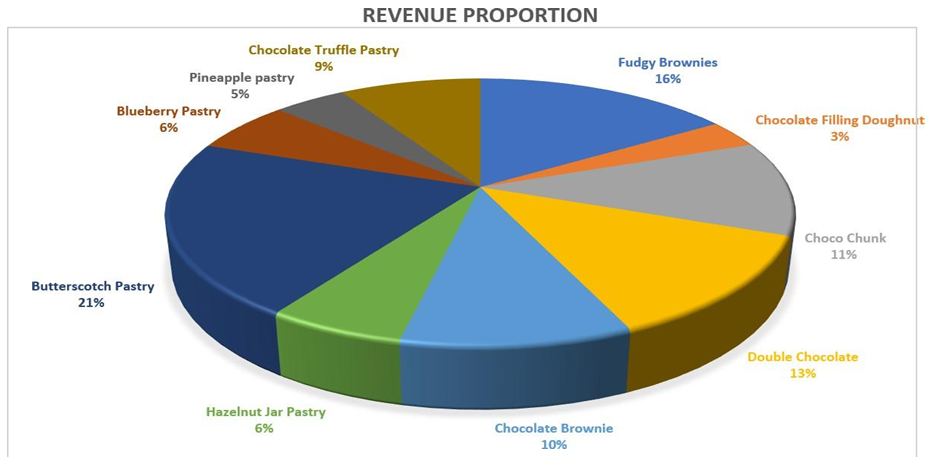 REVENUE PROPORTION
Chocolate Truffle Pastry
9%
Fudgy Brownies
16%
Pineapple pastry
5%
Blueberry Pastry
6%
Chocolate Filling Doughnut
3%
Choco Chunk
11%
Butterscotch Pastry
21%
Double Chocolate
13%
Hazelnut Jar Pastry
6%
Chocolate Brownie
10%